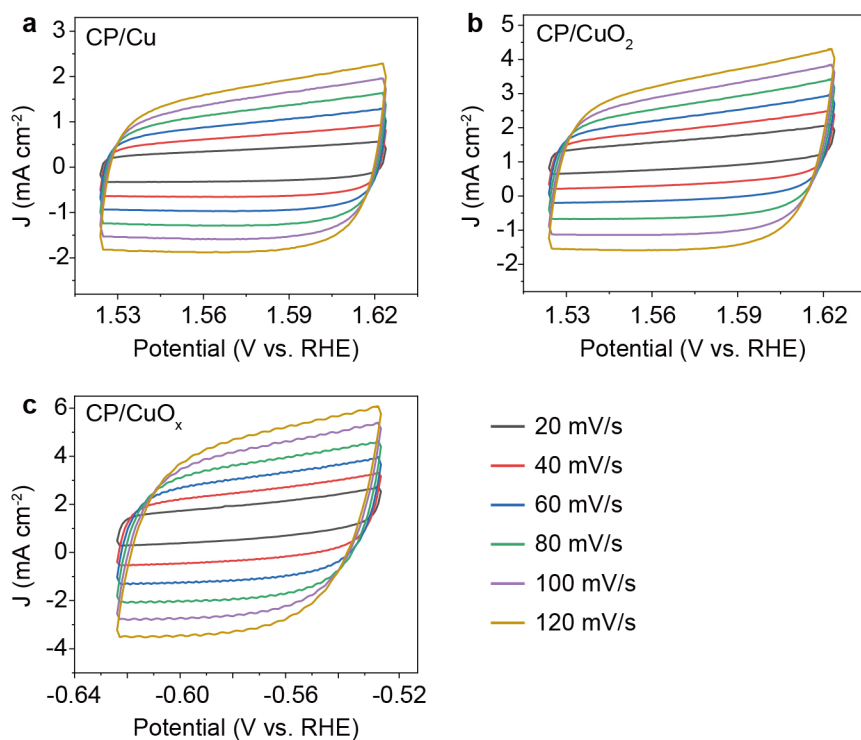 a CP/Cu
J (mA cm⁻²)
3
2
1
0
-1
-2
1.53 1.56 1.59 1.62
Potential (V vs. RHE)
b CP/CuO₂
J (mA cm⁻²)
5
4
3
2
1
0
-1
-2
1.53 1.56 1.59 1.62
Potential (V vs. RHE)
c CP/CuOₓ
J (mA cm⁻²)
6
4
2
0
-2
-4
-0.64 -0.60 -0.56 -0.52
Potential (V vs. RHE)
20 mV/s
40 mV/s
60 mV/s
80 mV/s
100 mV/s
120 mV/s